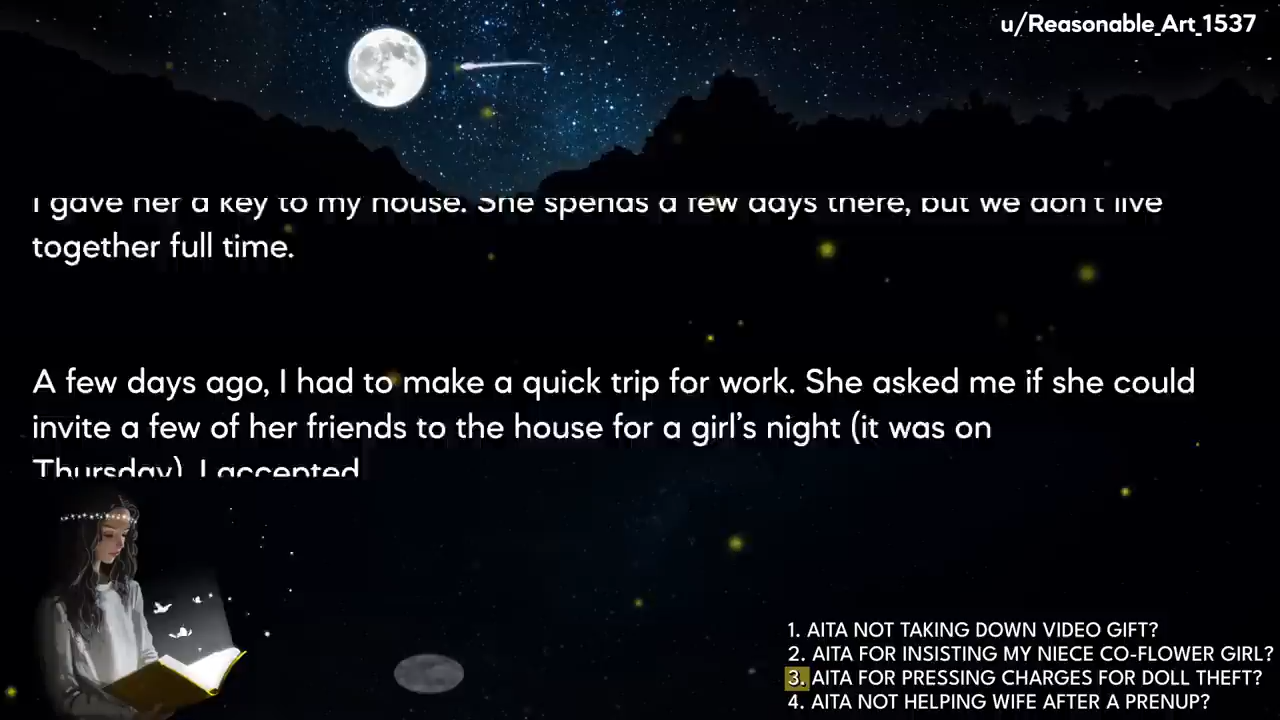 u/Reasonable_Art_1537
I gave her a key to my house. She spends a few days there, but we don't live
together full time.
A few days ago, I had to make a quick trip for work. She asked me if she could
invite a few of her friends to the house for a girl’s night (it was on
Thursday). I accepted
1. AITA NOT TAKING DOWN VIDEO GIFT?
2. AITA FOR INSISTING MY NIECE CO-FLOWER GIRL?
3. AITA FOR PRESSING CHARGES FOR DOLL THEFT?
4. AITA NOT HELPING WIFE AFTER A PRENUP?